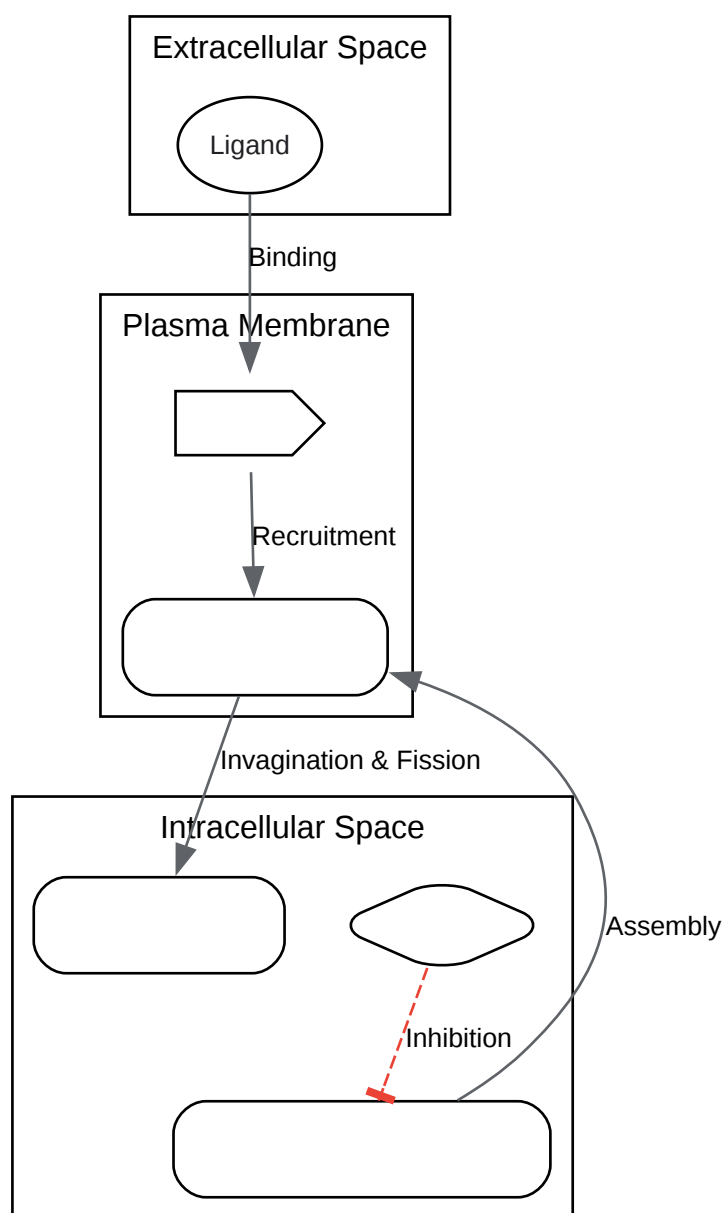 Extracellular Space
Ligand
Binding
Plasma Membrane
Recruitment
Invagination & Fission
Intracellular Space
Assembly
Inhibition